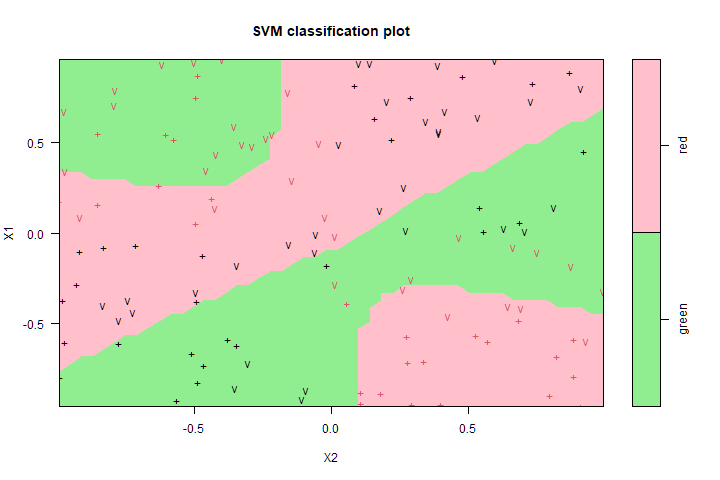 SVM classification plot
X1
0.5
0.0
-0.5
-0.5
0.0
0.5
X2
red
green